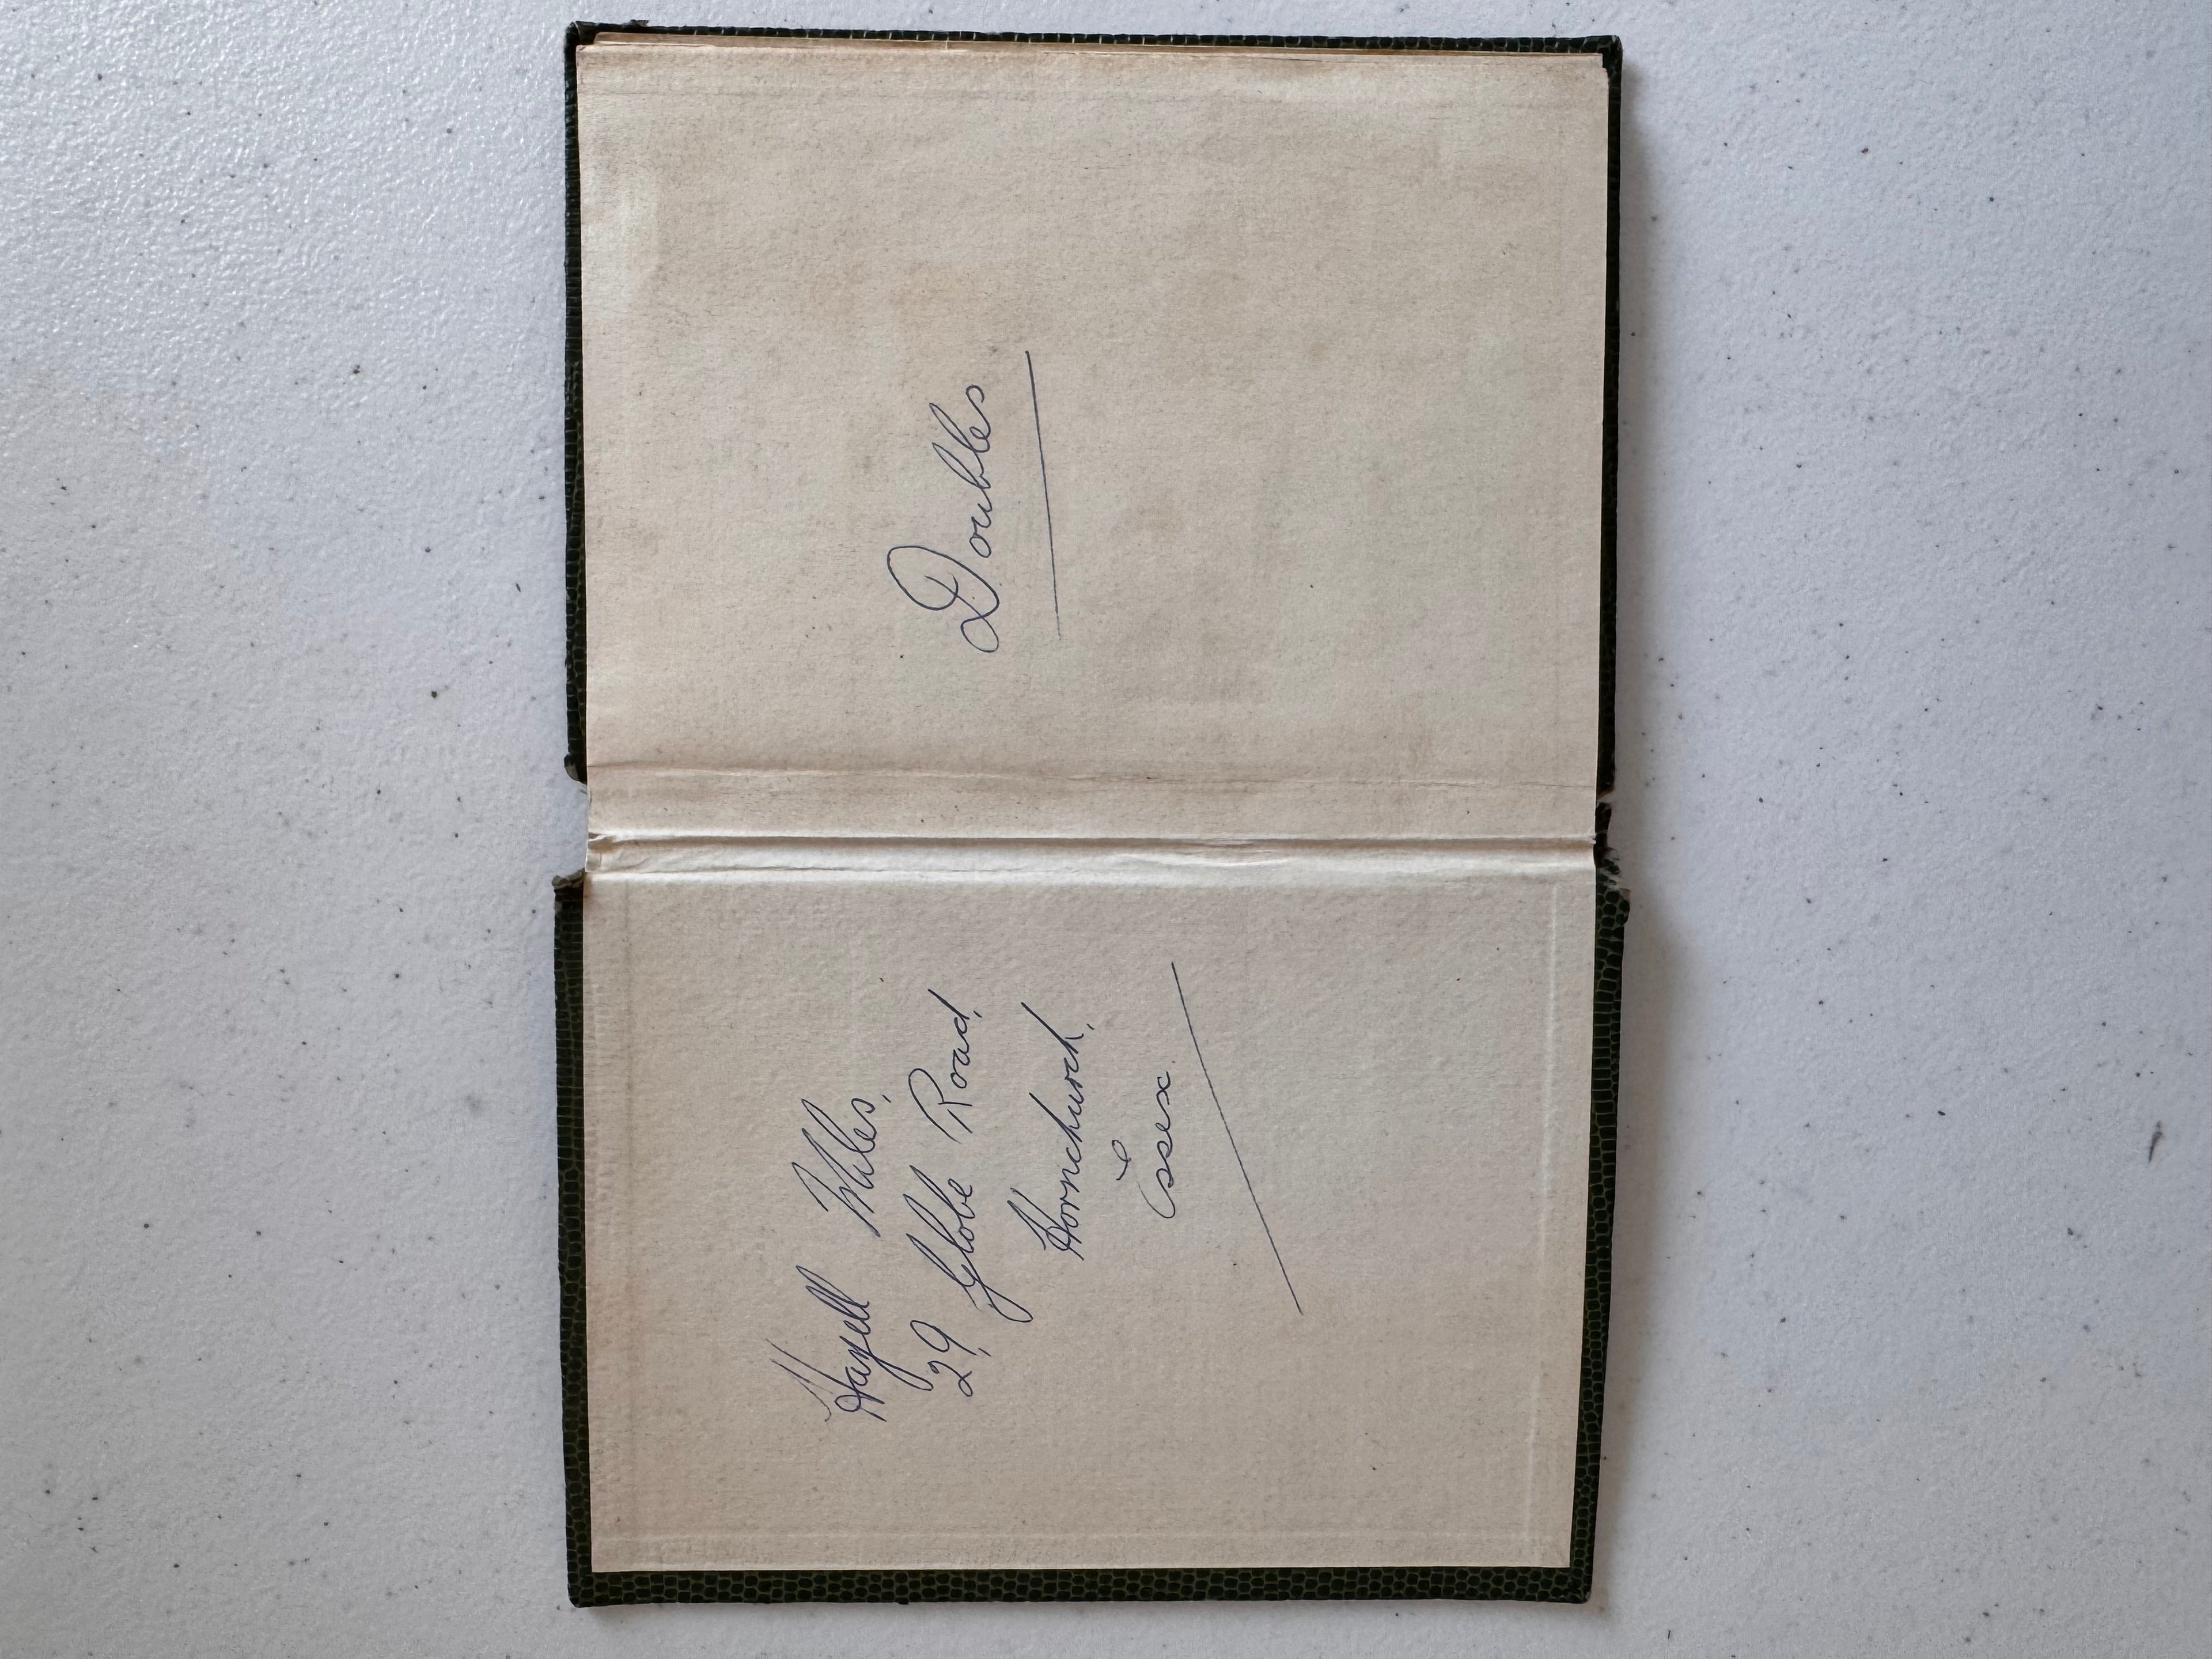 Hazell Miles,
29, Globe Road,
Hornchurch,
Essex
Doubles